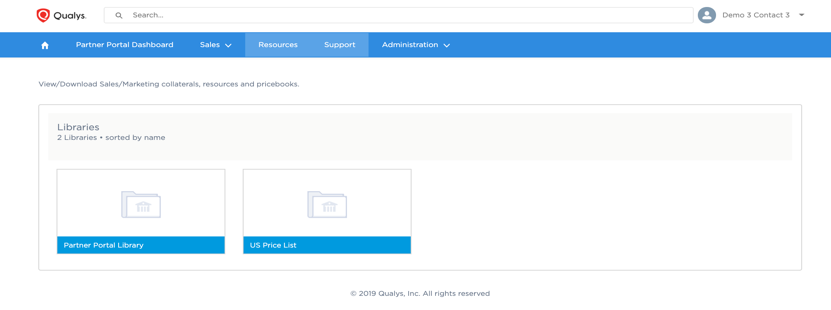 Qualys.
Search...
Demo 3 Contact 3
Partner Portal Dashboard
Sales
Resources
Support
Administration
View/Download Sales/Marketing collaterals, resources and pricebooks.
Libraries
2 Libraries • sorted by name
Partner Portal Library
US Price List
© 2019 Qualys, Inc. All rights reserved